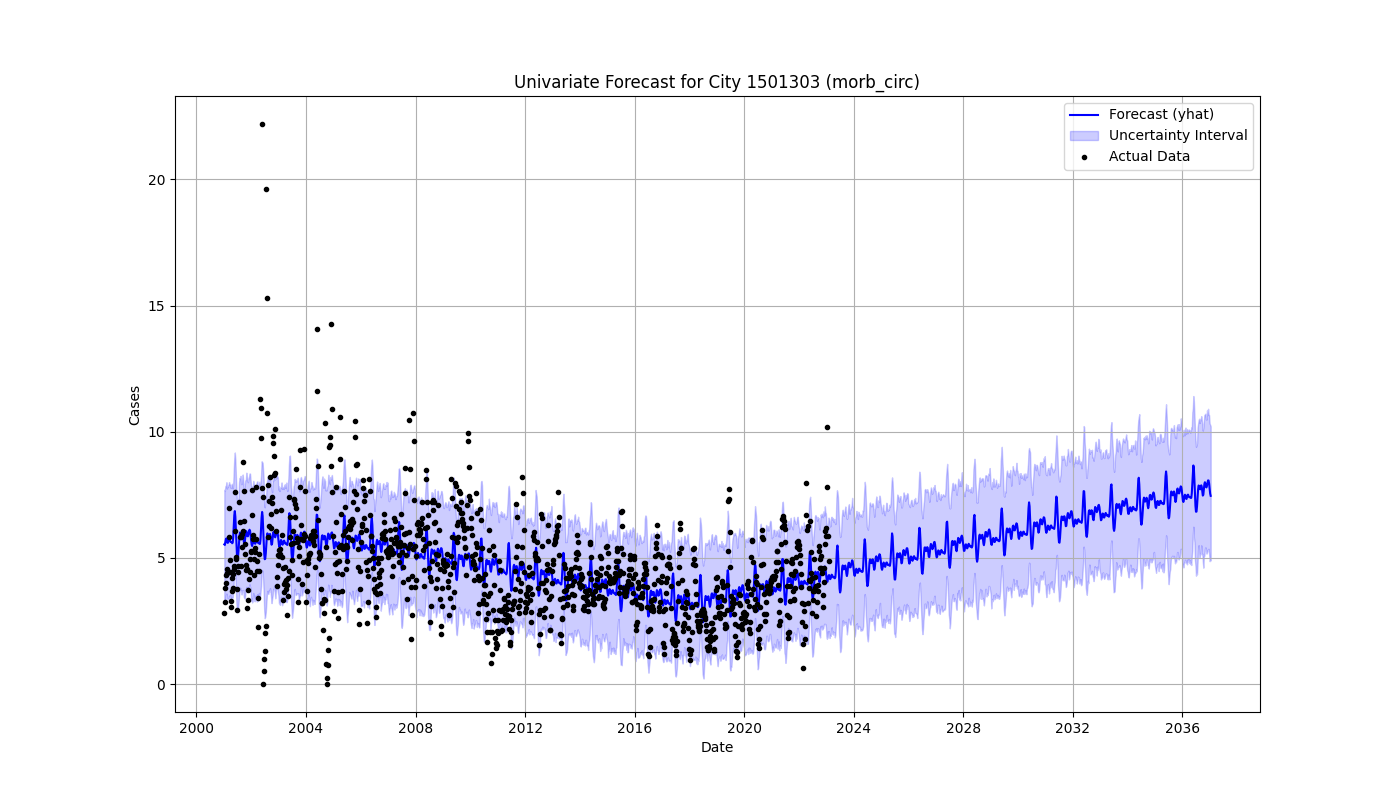 Univariate Forecast for City 1501303 (morb_circ)
Forecast (yhat)
Uncertainty Interval
Actual Data
Cases
20
15
10
5
0
2000 2004 2008 2012 2016 2020 2024 2028 2032 2036
Date